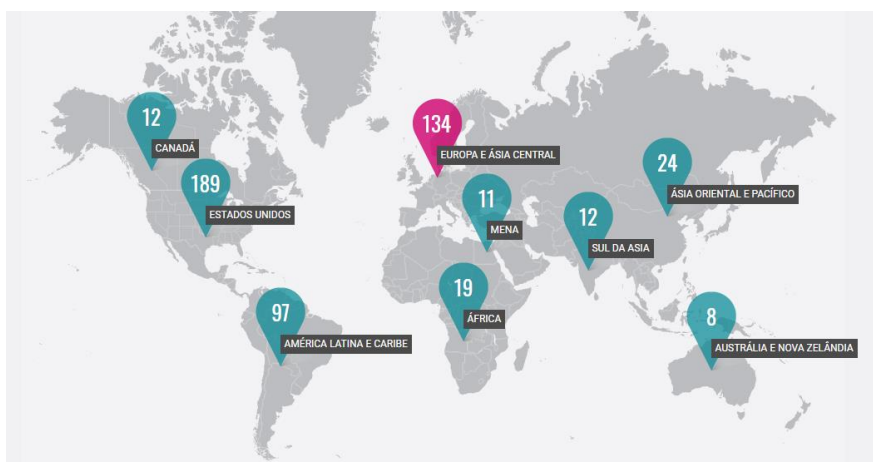 12
CANADÁ
189
ESTADOS UNIDOS
97
AMÉRICA LATINA E CARIBE
134
EUROPA E ÁSIA CENTRAL
11
MENA
19
ÁFRICA
12
SUL DA ASIA
24
ÁSIA ORIENTAL E PACÍFICO
8
AUSTRÁLIA E NOVA ZELÂNDIA